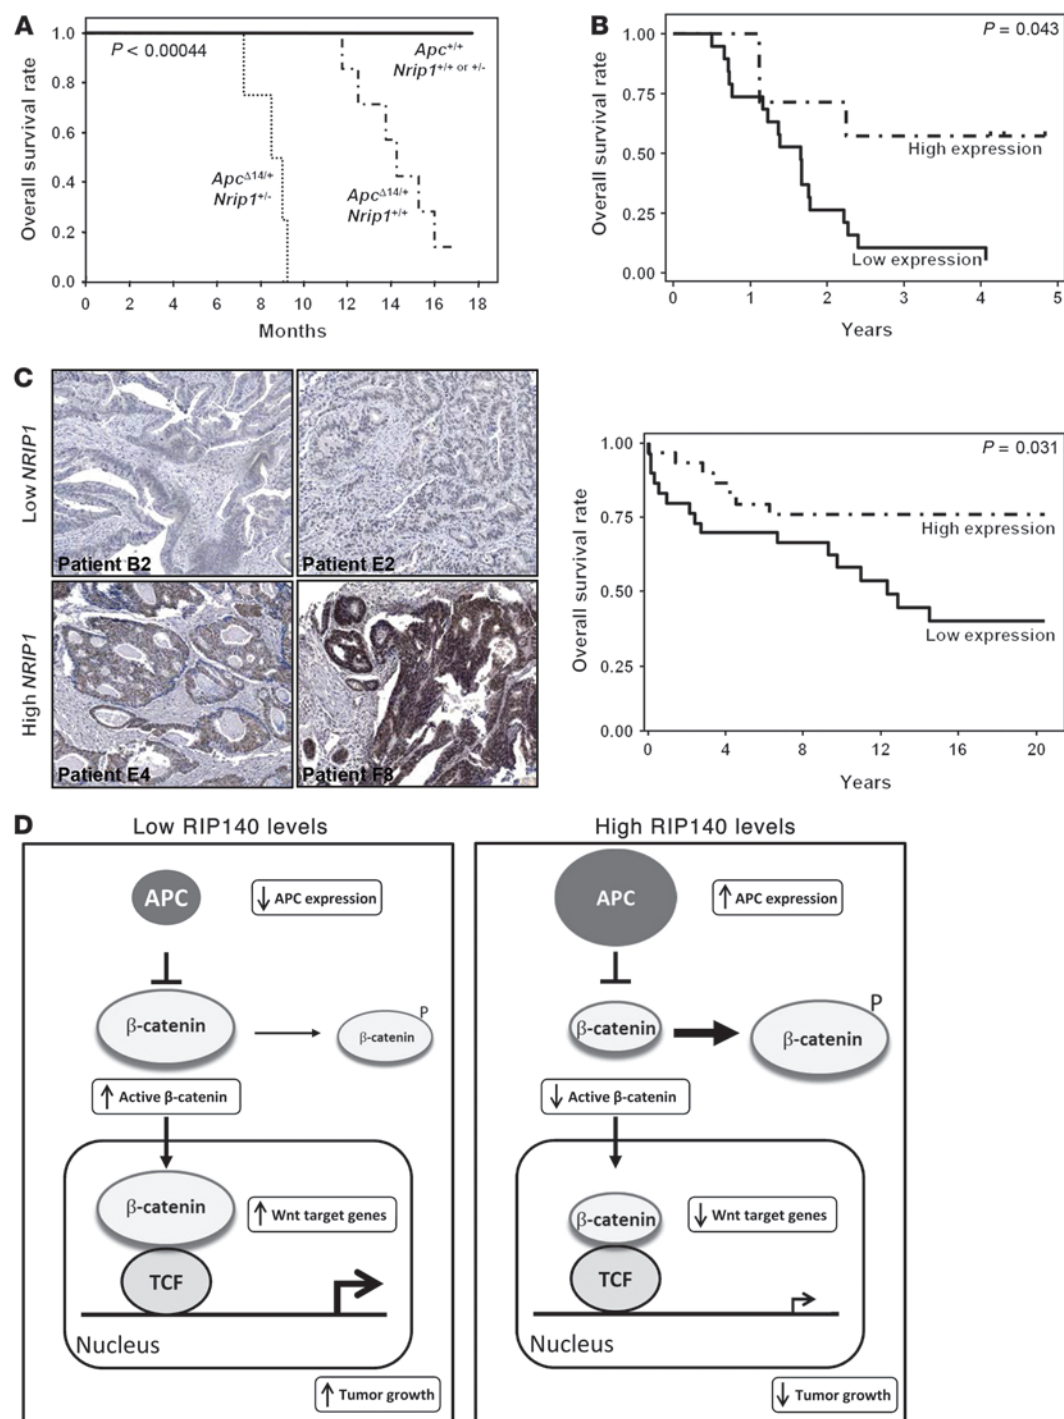 A
Overall survival rate
1.0
0.8
0.6
0.4
0.2
0.0
P < 0.00044
Apc+/+
Nrip1+/+ or +/-
ApcΔ14/+
Nrip1+/-
ApcΔ14/+
Nrip1+/+
0 2 4 6 8 10 12 14 16 18
Months
B
Overall survival rate
1.00
0.75
0.50
0.25
0.00
P = 0.043
High expression
Low expression
0 1 2 3 4 5
Years
C
Low NRIP1
Patient B2
Patient E2
High NRIP1
Patient E4
Patient F8
Overall survival rate
1.00
0.75
0.50
0.25
0.00
P = 0.031
High expression
Low expression
0 4 8 12 16 20
Years
D
Low RIP140 levels
APC
↓ APC expression
β-catenin
P
β-catenin
↑ Active β-catenin
β-catenin
↑ Wnt target genes
TCF
Nucleus
↑ Tumor growth
High RIP140 levels
APC
↑ APC expression
β-catenin
P
β-catenin
↓ Active β-catenin
β-catenin
↓ Wnt target genes
TCF
Nucleus
↓ Tumor growth